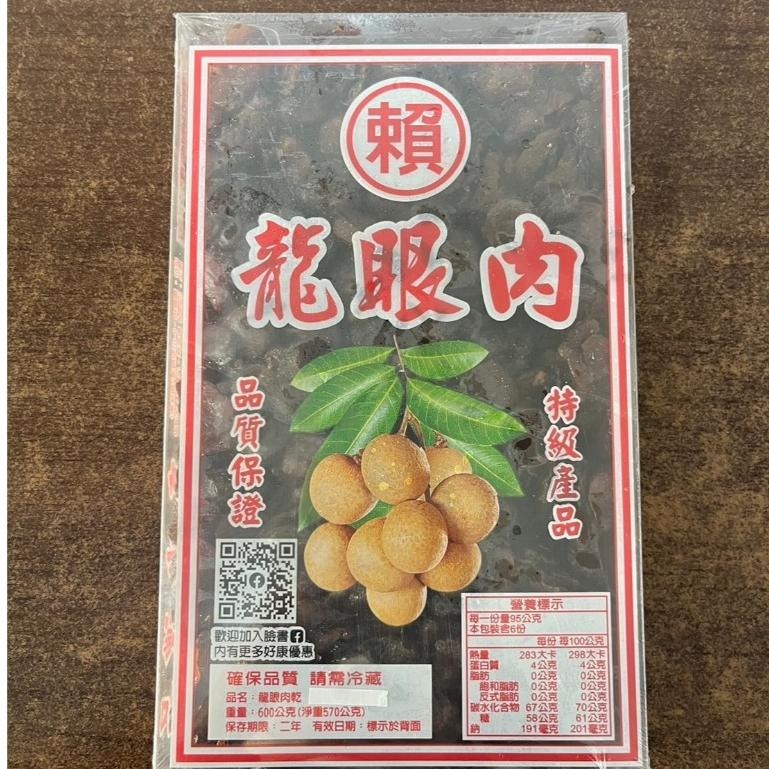 賴
龍眼肉
品質保證
特級產品
歡迎加入臉書
內有更多好康優惠
確保品質 請需冷藏
品名：龍眼肉乾
重量：600公克(淨重570公克)
保存期限：二年 有效日期：標示於背面
營養標示
每一份量95公克
本包裝含6份
每份 每100公克
熱量 283大卡 298大卡
蛋白質 4公克 4公克
脂肪 0公克 0公克
飽和脂肪 0公克 0公克
反式脂肪 0公克 0公克
碳水化合物 67公克 70公克
糖 58公克 61公克
鈉 191毫克 201毫克